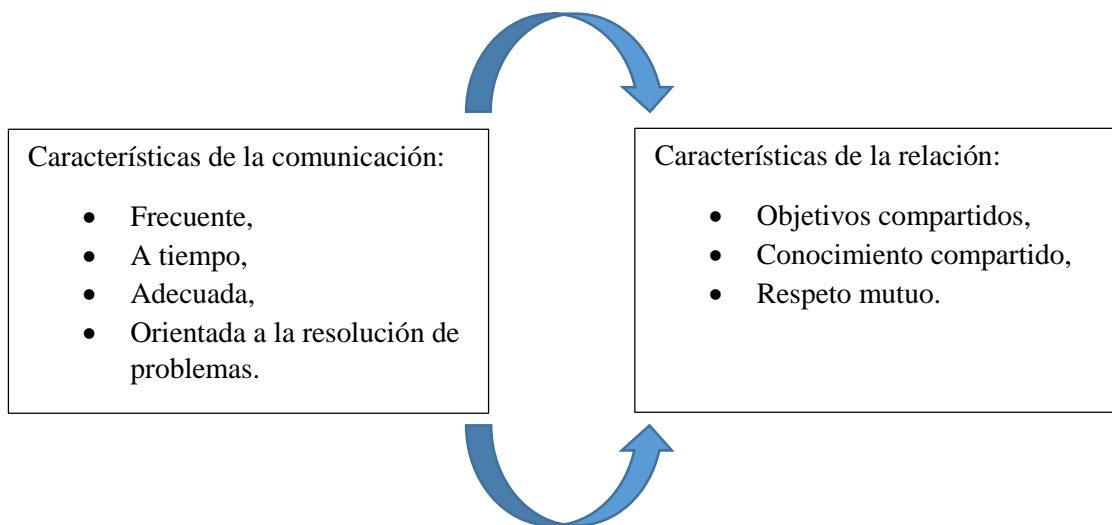 Características de la comunicación:
• Frecuente,
• A tiempo,
• Adecuada,
• Orientada a la resolución de
problemas.
Características de la relación:
• Objetivos compartidos,
• Conocimiento compartido,
• Respeto mutuo.